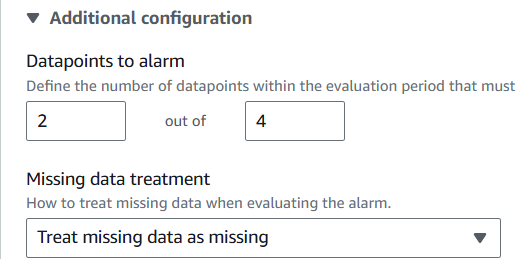 Additional configuration
Datapoints to alarm
Define the number of datapoints within the evaluation period that must
2 out of 4
Missing data treatment
How to treat missing data when evaluating the alarm.
Treat missing data as missing